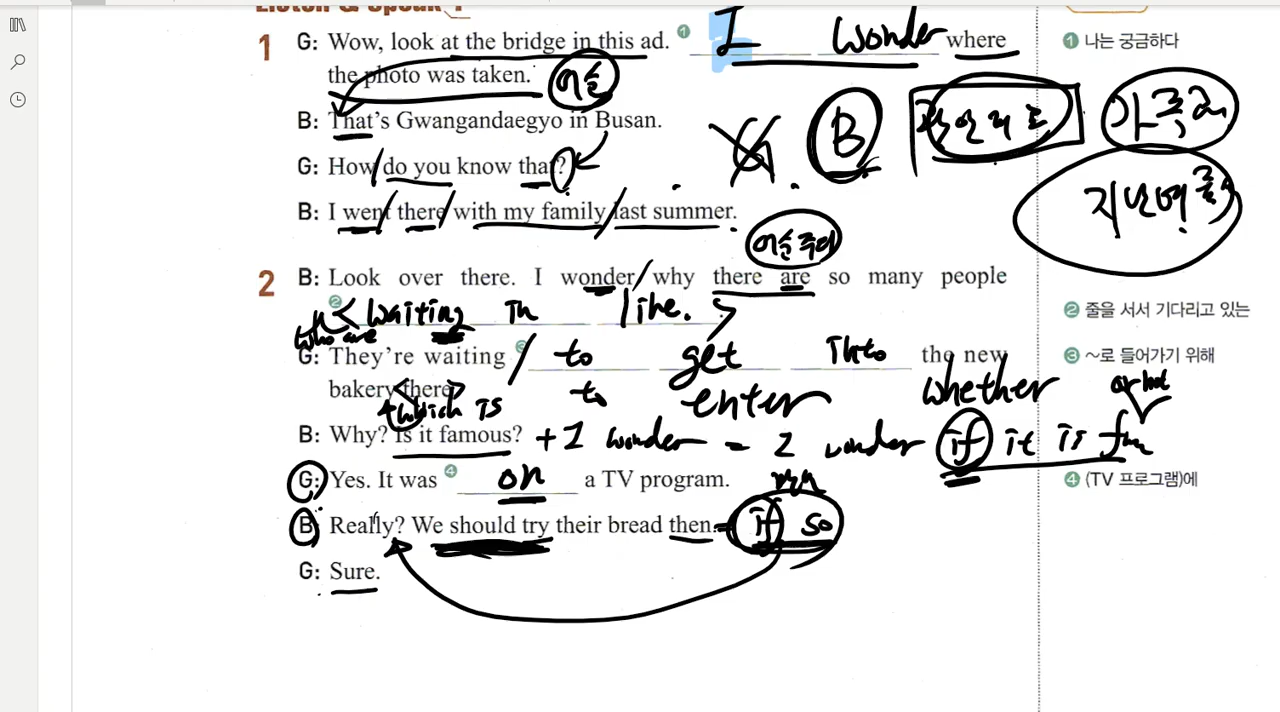 Listen & Speak 1
1 G: Wow, look at the bridge in this ad. ❶ I wonder where ❶ 나는 궁금하다
the photo was taken. 어순
B: That's Gwangandaegyo in Busan. G B 광안리로 가족과
G: How do you know that?
B: I went there with my family last summer. 지난여름
어순주의
2 B: Look over there. I wonder why there are so many people
❷ waiting in line. ❷ 줄을 서서 기다리고 있는
who are
G: They're waiting ❸ to get into the new ❸ ~로 들어가기 위해
bakery there. to enter whether or not
which is
B: Why? Is it famous? + I wonder = I wonder if it is
G: Yes. It was ❹ on a TV program. ❹ (TV 프로그램)에
B: Really? We should try their bread then. = if so
G: Sure.